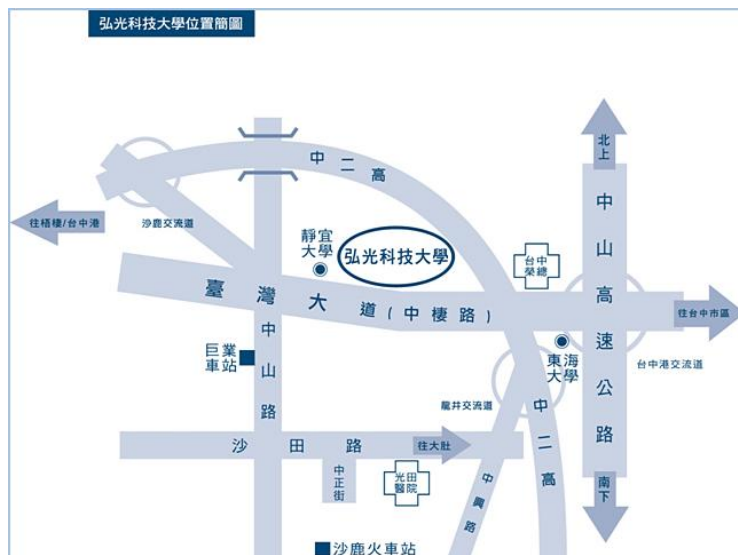 弘光科技大學位置簡圖
北上
中二高
中山高速公路
往梧棲/台中港
沙鹿交流道
靜宜
大學
弘光科技大學
台中
榮總
臺灣大道(中棲路)
往台中市區
中山路
巨業
車站
東海
大學
台中港交流道
龍井交流道
中二高
沙田路
往大肚
中正街
光田
醫院
中興路
南下
沙鹿火車站